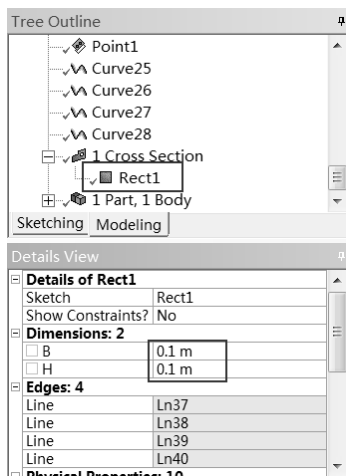 Tree Outline
Point1
Curve25
Curve26
Curve27
Curve28
1 Cross Section
Rect1
1 Part, 1 Body
Sketching Modeling
Details View
Details of Rect1
Sketch Rect1
Show Constraints? No
Dimensions: 2
B 0.1 m
H 0.1 m
Edges: 4
Line Ln37
Line Ln38
Line Ln39
Line Ln40
Physical Properties: 10